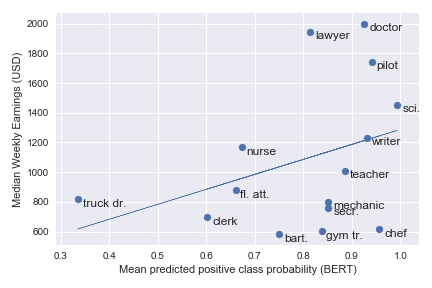 2000
1800
1600
1400
1200
1000
800
600
Median Weekly Earnings (USD)
doctor
lawyer
pilot
sci.
writer
nurse
teacher
fl. att.
truck dr.
mechanic
secr.
clerk
bart.
gym tr.
chef
0.3 0.4 0.5 0.6 0.7 0.8 0.9 1.0
Mean predicted positive class probability (BERT)